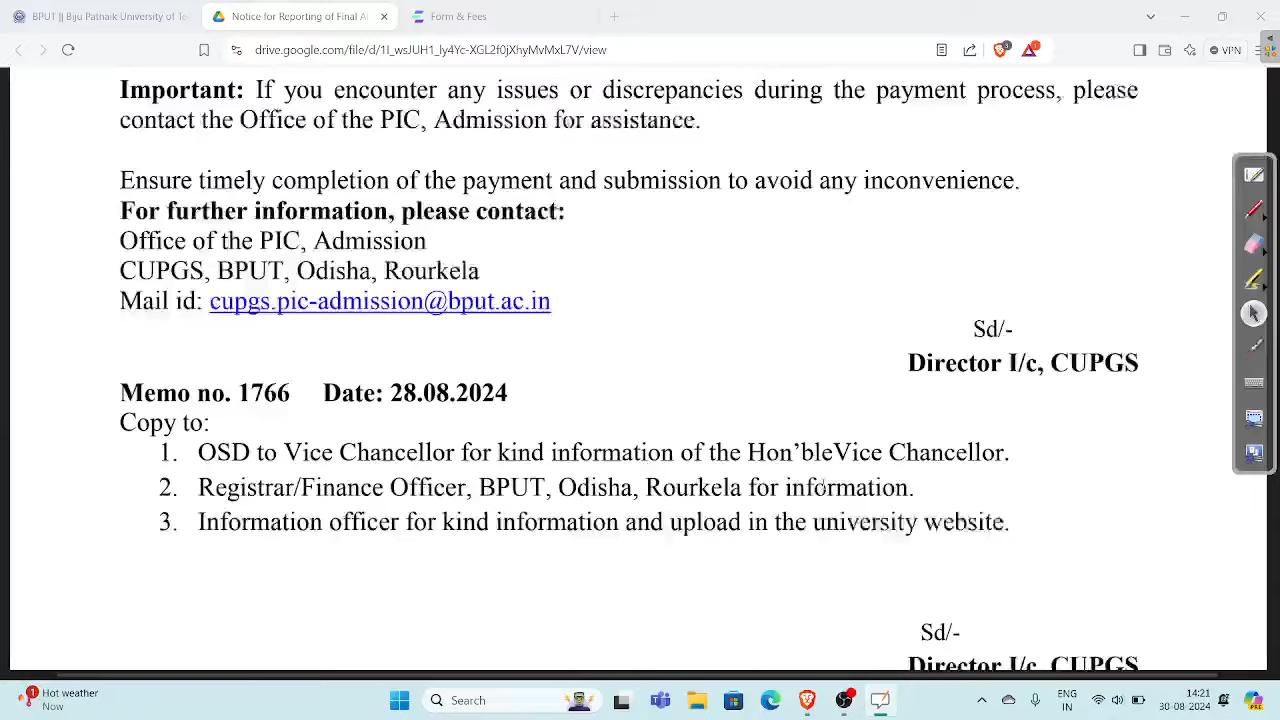 BPUT || Biju Patnaik University of Te
Notice for Reporting of Final Al
Form & Fees
drive.google.com/file/d/1I_wsJUH1_ly4Yc-XGL2f0jXhyMvMxL7V/view
VPN
Important: If you encounter any issues or discrepancies during the payment process, please
contact the Office of the PIC, Admission for assistance.
Ensure timely completion of the payment and submission to avoid any inconvenience.
For further information, please contact:
Office of the PIC, Admission
CUPGS, BPUT, Odisha, Rourkela
Mail id: cupgs.pic-admission@bput.ac.in
Sd/-
Director I/c, CUPGS
Memo no. 1766 Date: 28.08.2024
Copy to:
1. OSD to Vice Chancellor for kind information of the Hon’bleVice Chancellor.
2. Registrar/Finance Officer, BPUT, Odisha, Rourkela for information.
3. Information officer for kind information and upload in the university website.
Sd/-
Director I/c, CUPGS
1
Hot weather
Now
Search
ENG
IN
14:21
30-08-2024